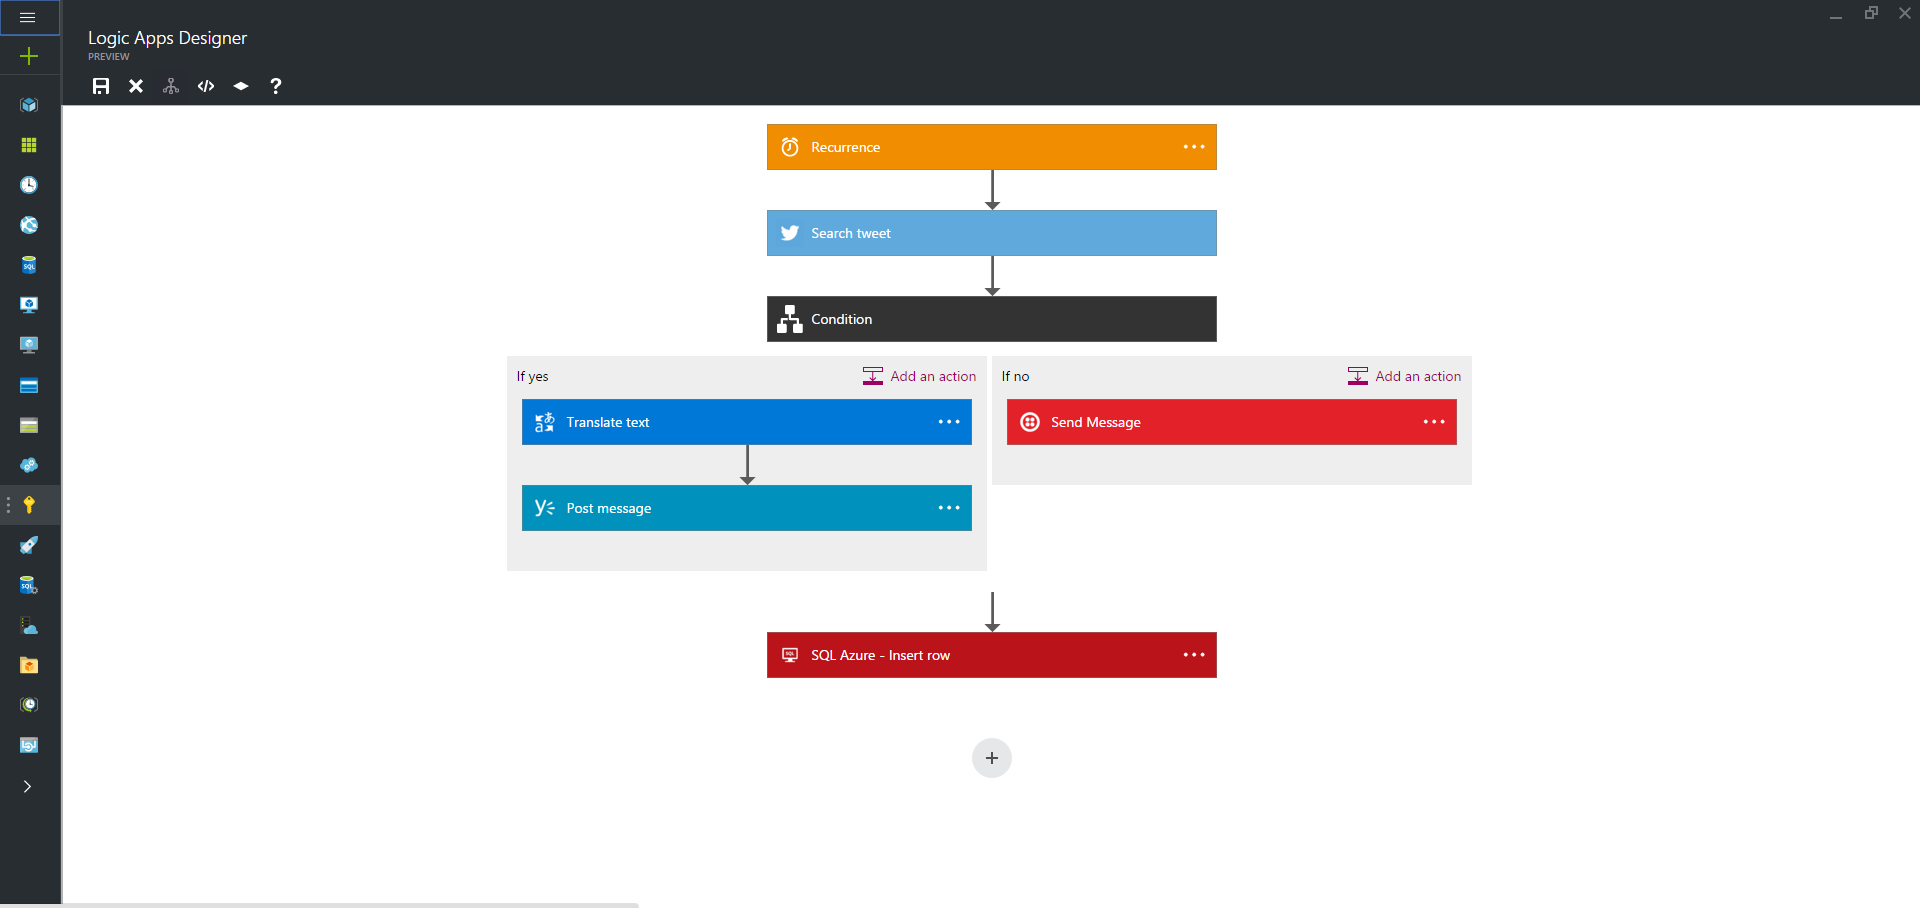 Logic Apps Designer
PREVIEW
Recurrence
Search tweet
Condition
If yes
Add an action
If no
Add an action
Translate text
Send Message
Post message
SQL Azure - Insert row